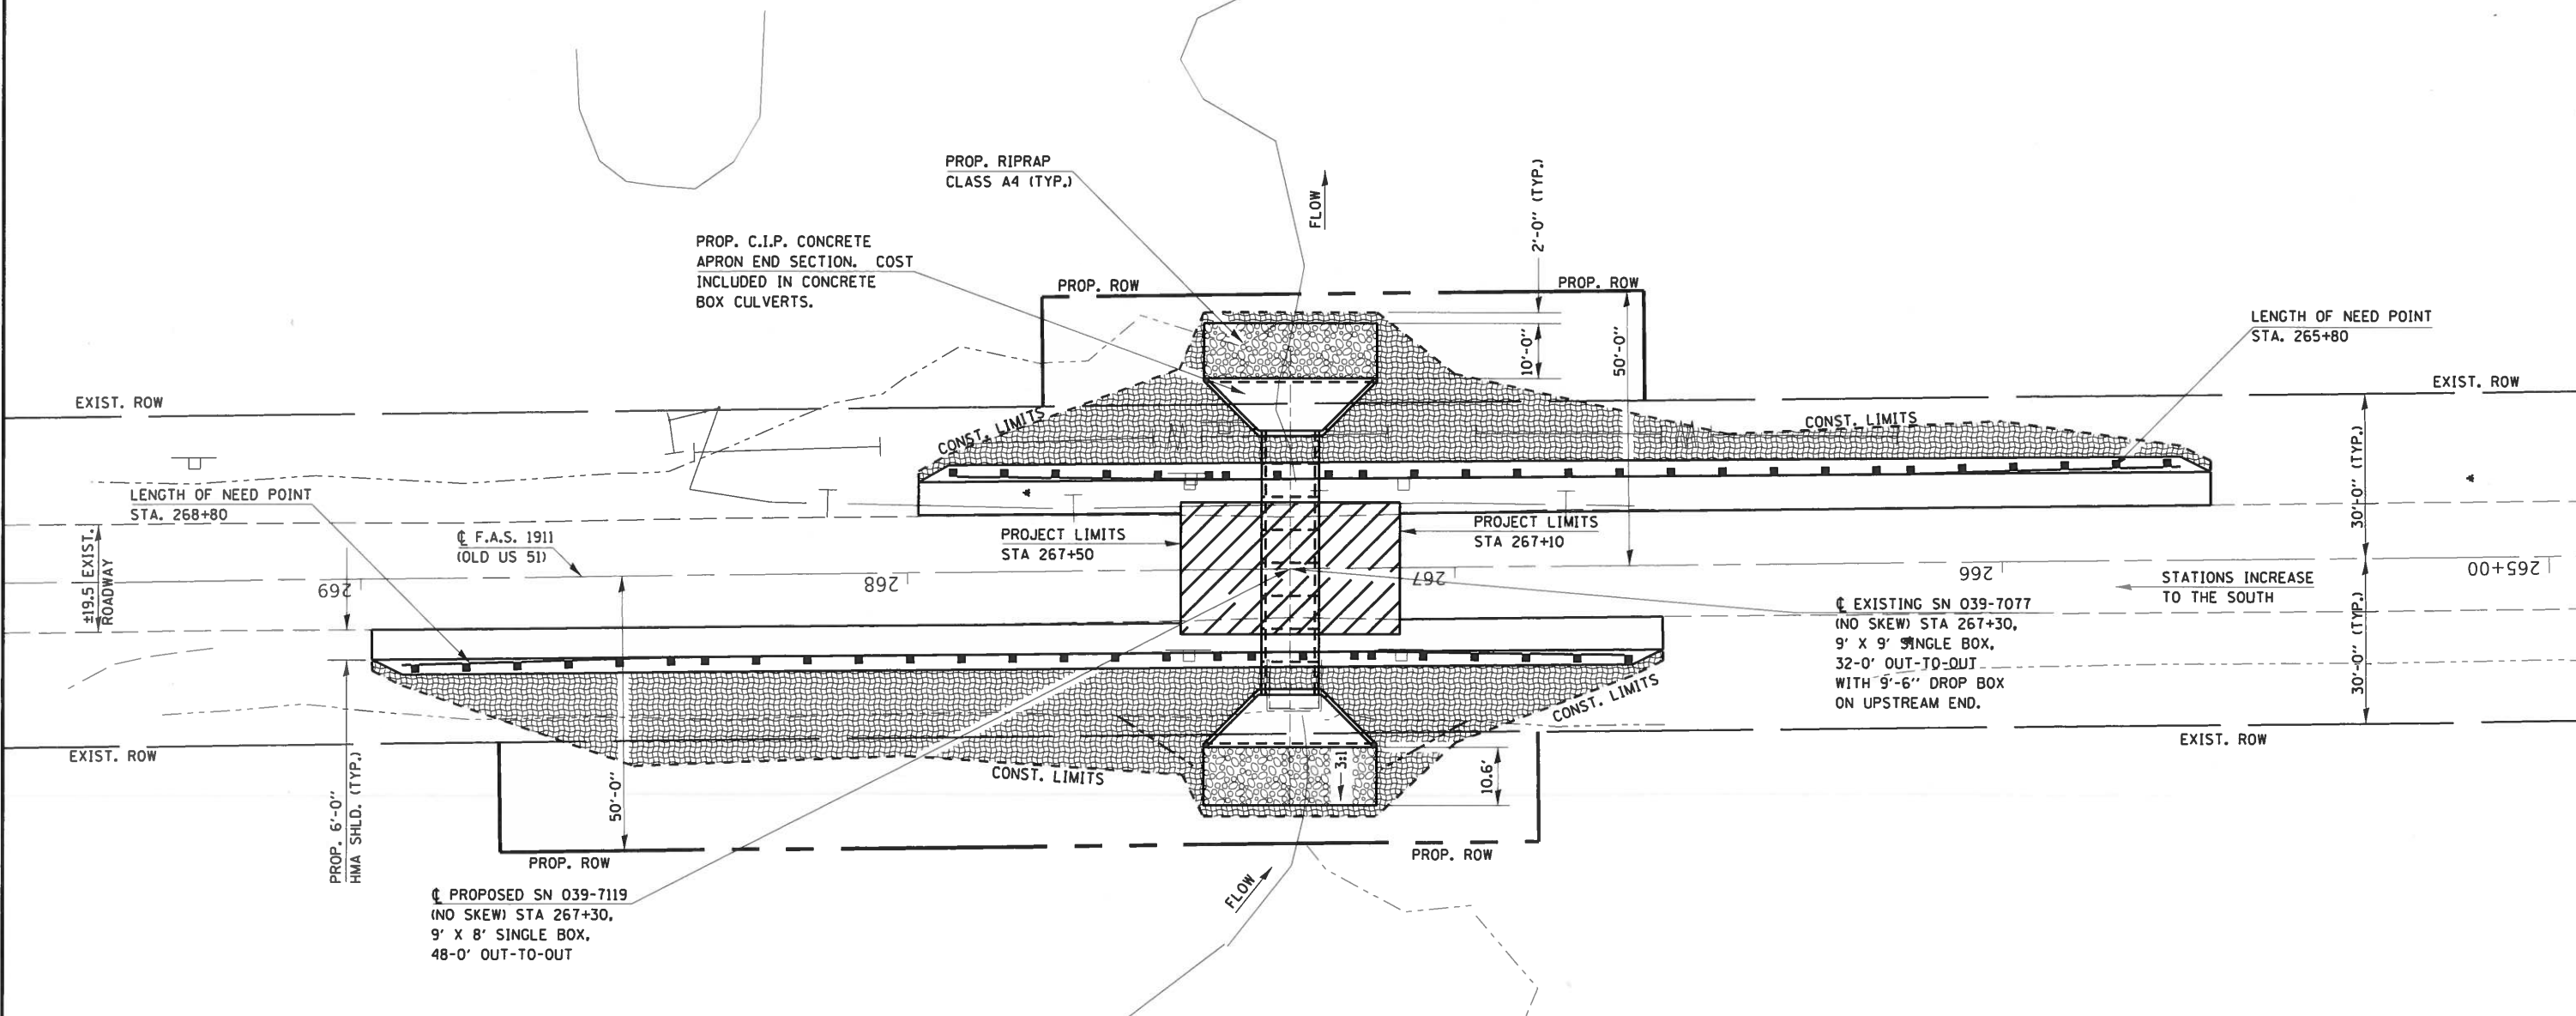 PROP. RIPRAP
CLASS A4 (TYP.)
FLOW
2'-0" (TYP.)
PROP. C.I.P. CONCRETE
APRON END SECTION. COST
INCLUDED IN CONCRETE
BOX CULVERTS.
PROP. ROW
PROP. ROW
10'-0"
50'-0"
LENGTH OF NEED POINT
STA. 265+80
EXIST. ROW
EXIST. ROW
CONST. LIMITS
CONST. LIMITS
30'-0" (TYP.)
LENGTH OF NEED POINT
STA. 268+80
±19.5 EXIST.
ROADWAY
℄ F.A.S. 1911
(OLD US 51)
PROJECT LIMITS
STA 267+50
PROJECT LIMITS
STA 267+10
269
268
267
266
265+00
STATIONS INCREASE
TO THE SOUTH
℄ EXISTING SN 039-7077
(NO SKEW) STA 267+30,
9' X 9' SINGLE BOX,
32-0' OUT-TO-OUT
WITH 9'-6" DROP BOX
ON UPSTREAM END.
30'-0" (TYP.)
CONST. LIMITS
EXIST. ROW
EXIST. ROW
CONST. LIMITS
PROP. 6'-0"
HMA SHLD. (TYP.)
50'-0"
3:1
10.6'
PROP. ROW
PROP. ROW
FLOW
℄ PROPOSED SN 039-7119
(NO SKEW) STA 267+30,
9' X 8' SINGLE BOX,
48-0' OUT-TO-OUT